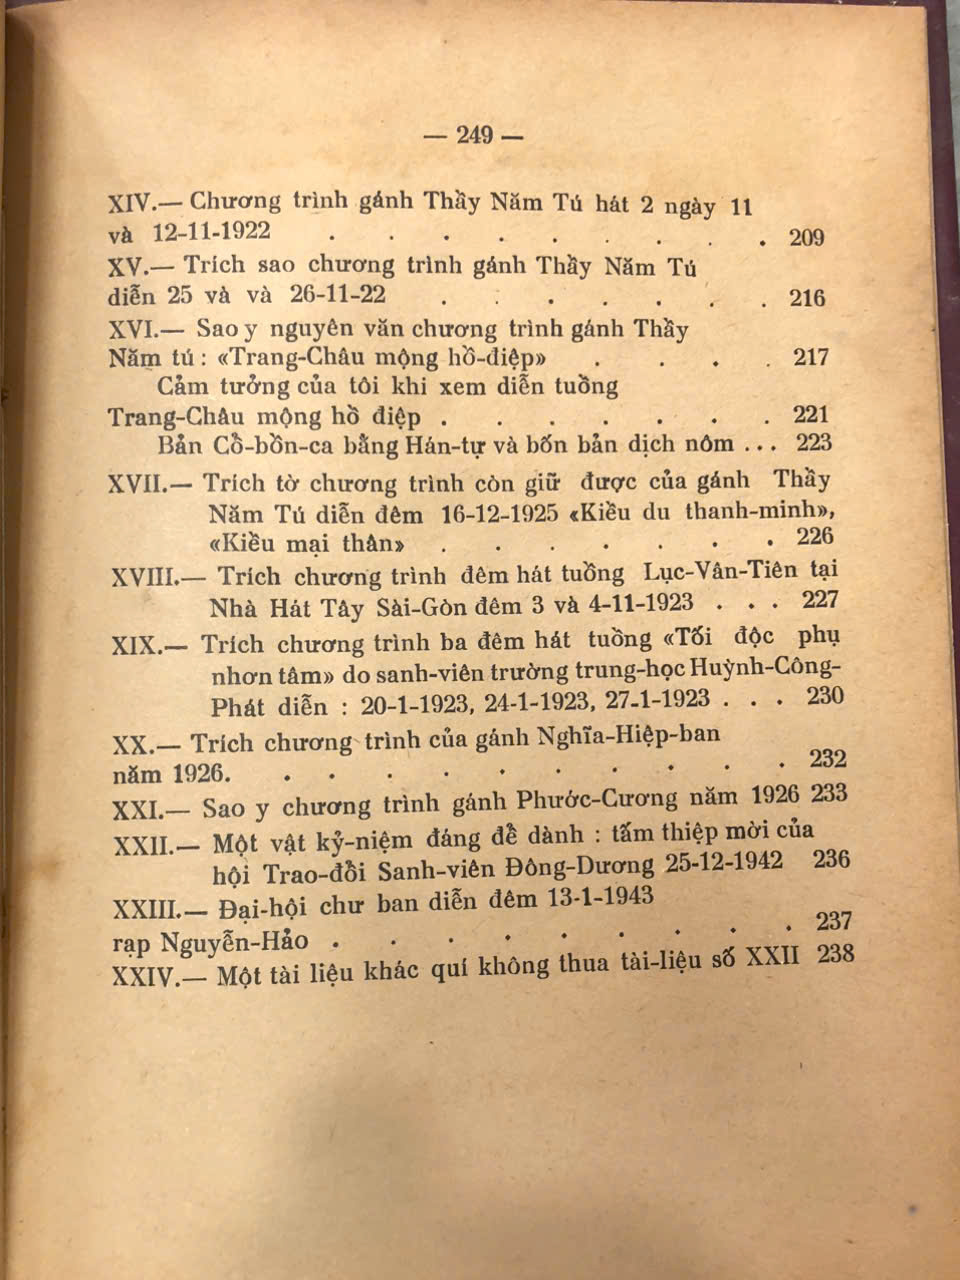 — 249 —
XIV.— Chương trình gánh Thầy Năm Tú hát 2 ngày 11
và 12-11-1922 . . . . . . . . 209
XV.— Trích sao chương trình gánh Thầy Năm Tú
diễn 25 và và 26-11-22 . . . . . . . 216
XVI.— Sao y nguyên văn chương trình gánh Thầy
Năm tú : «Trang-Châu mộng hồ-điệp» . . . . 217
Cảm tưởng của tôi khi xem diễn tuồng
Trang-Châu mộng hồ điệp . . . . . . . 221
Bản Cồ-bồn-ca bằng Hán-tự và bốn bản dịch nôm ... 223
XVII.— Trích tờ chương trình còn giữ được của gánh Thầy
Năm Tú diễn đêm 16-12-1925 «Kiều du thanh-minh»,
«Kiều mại thân» . . . . . . . 226
XVIII.— Trích chương trình đêm hát tuồng Lục-Vân-Tiên tại
Nhà Hát Tây Sài-Gòn đêm 3 và 4-11-1923 . . . 227
XIX.— Trích chương trình ba đêm hát tuồng «Tối độc phụ
nhơn tâm» do sanh-viên trường trung-học Huỳnh-Công-
Phát diễn : 20-1-1923, 24-1-1923, 27-1-1923 . . . 230
XX.— Trích chương trình của gánh Nghĩa-Hiệp-ban
năm 1926. . . . . . . . . . . 232
XXI.— Sao y chương trình gánh Phước-Cương năm 1926 233
XXII.— Một vật kỷ-niệm đáng đề dành : tấm thiệp mời của
hội Trao-đồi Sanh-viên Đông-Dương 25-12-1942 236
XXIII.— Đại-hội chư ban diễn đêm 13-1-1943
rạp Nguyễn-Hảo . . . . . . . . . 237
XXIV.— Một tài liệu khác quí không thua tài-liệu số XXII 238